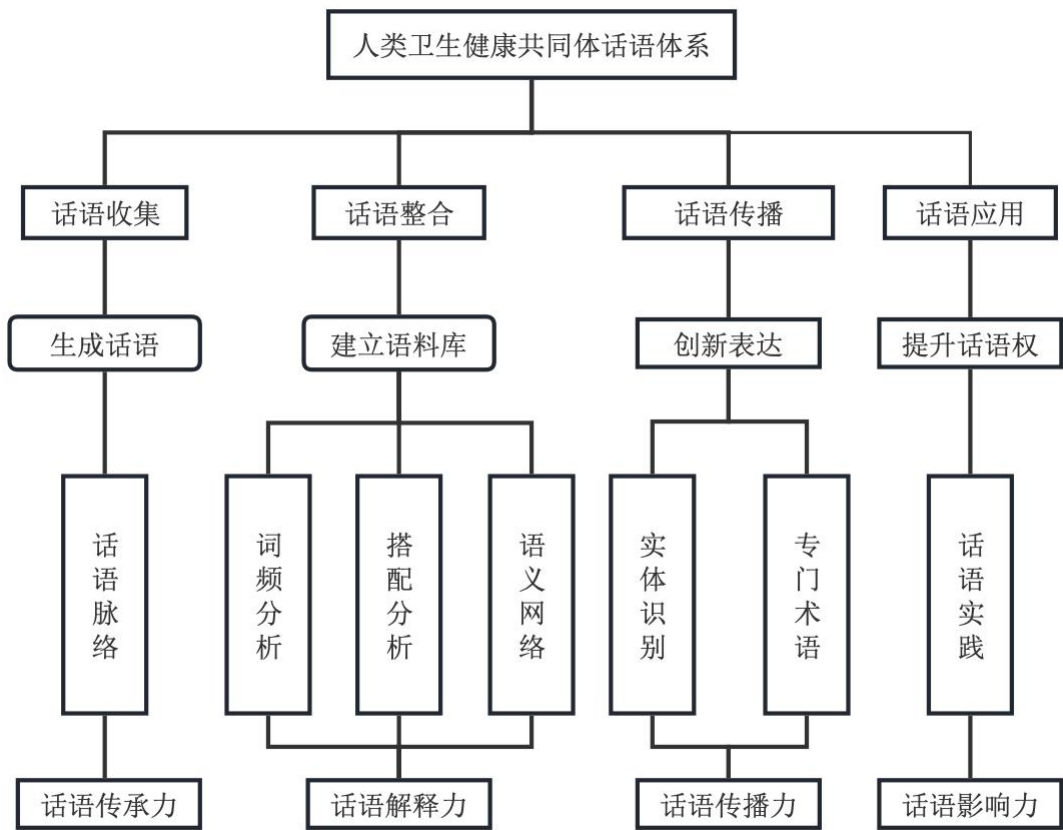 人类卫生健康共同体话语体系
话语收集
话语整合
话语传播
话语应用
生成话语
建立语料库
创新表达
提升话语权
话语脉络
词频分析
搭配分析
语义网络
实体识别
专门术语
话语实践
话语传承力
话语解释力
话语传播力
话语影响力